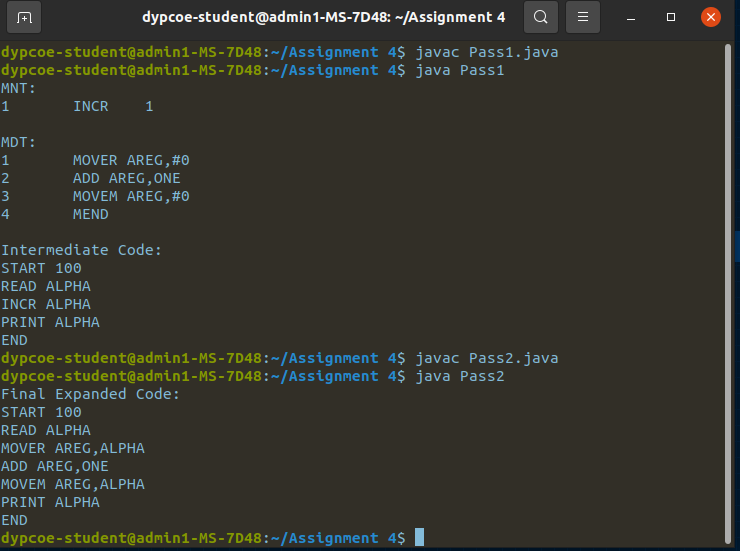 dypcoe-student@admin1-MS-7D48: ~/Assignment 4
dypcoe-student@admin1-MS-7D48:~/Assignment 4$ javac Pass1.java
dypcoe-student@admin1-MS-7D48:~/Assignment 4$ java Pass1
MNT:
1       INCR    1

MDT:
1       MOVER AREG,#0
2       ADD AREG,ONE
3       MOVEM AREG,#0
4       MEND

Intermediate Code:
START 100
READ ALPHA
INCR ALPHA
PRINT ALPHA
END
dypcoe-student@admin1-MS-7D48:~/Assignment 4$ javac Pass2.java
dypcoe-student@admin1-MS-7D48:~/Assignment 4$ java Pass2
Final Expanded Code:
START 100
READ ALPHA
MOVER AREG,ALPHA
ADD AREG,ONE
MOVEM AREG,ALPHA
PRINT ALPHA
END
dypcoe-student@admin1-MS-7D48:~/Assignment 4$